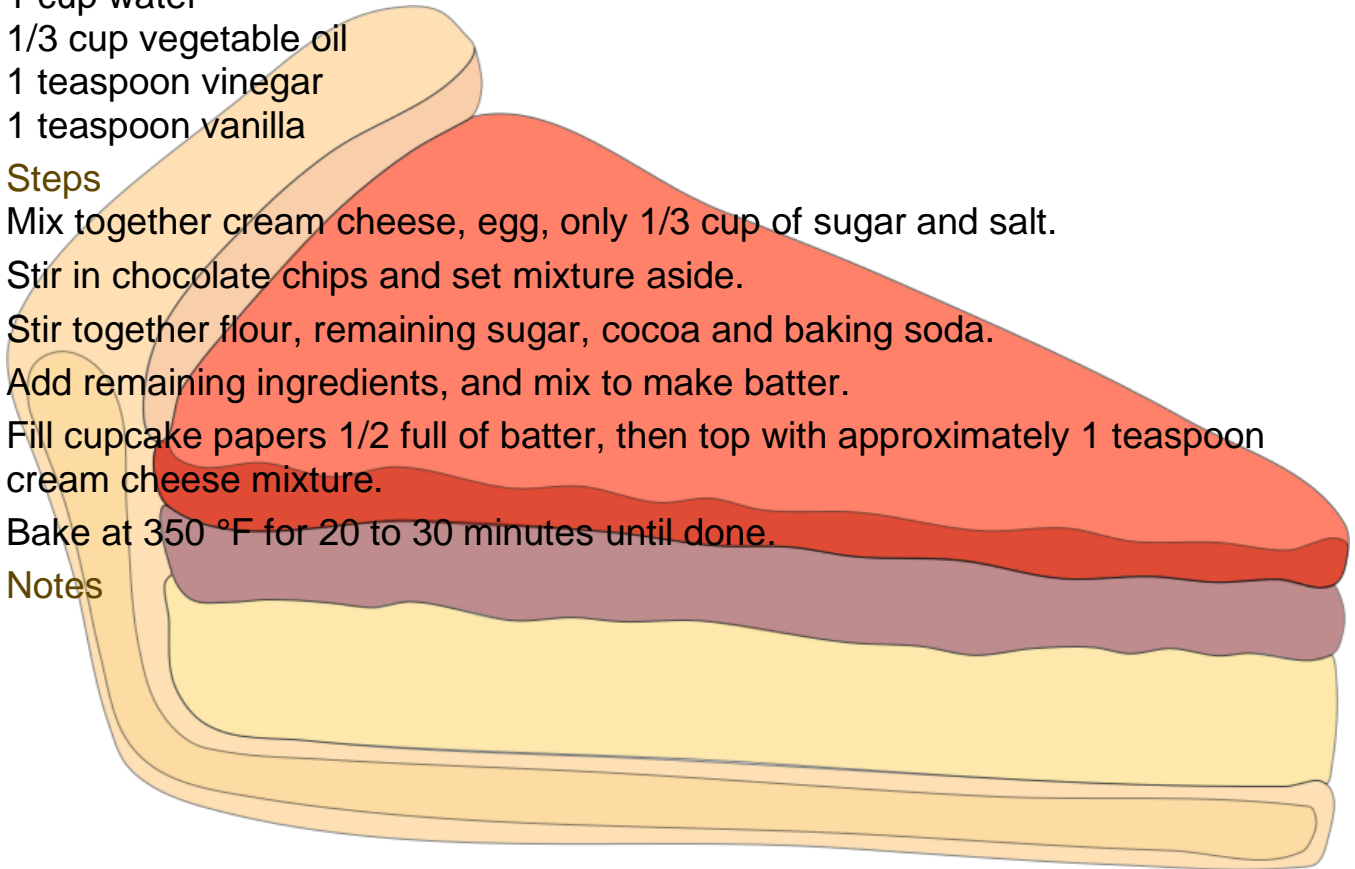 1 cup water
1/3 cup vegetable oil
1 teaspoon vinegar
1 teaspoon vanilla
Steps
Mix together cream cheese, egg, only 1/3 cup of sugar and salt.
Stir in chocolate chips and set mixture aside.
Stir together flour, remaining sugar, cocoa and baking soda.
Add remaining ingredients, and mix to make batter.
Fill cupcake papers 1/2 full of batter, then top with approximately 1 teaspoon
cream cheese mixture.
Bake at 350 °F for 20 to 30 minutes until done.
Notes